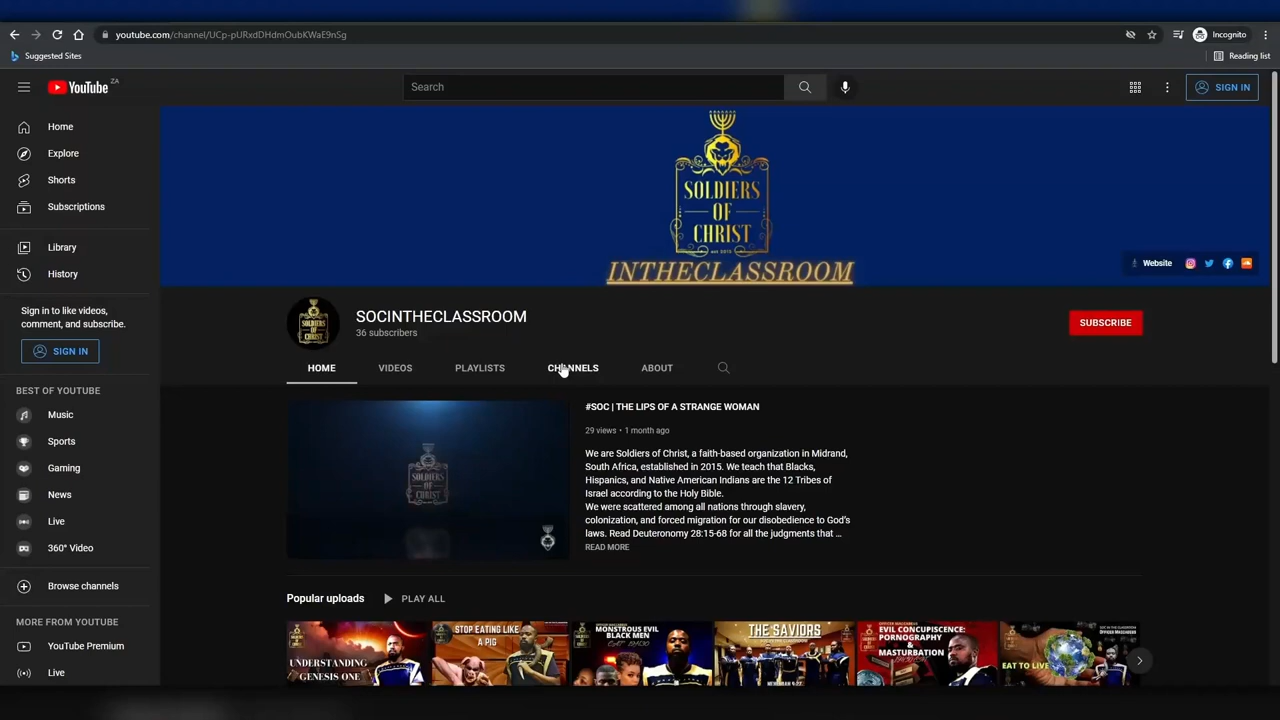 youtube.com/channel/UCp-pURxdDHdmOubKWaE9nSg
Incognito
Suggested Sites
Reading list
YouTube ZA
Search
SIGN IN
Home
Explore
Shorts
Subscriptions
Library
History
Sign in to like videos,
comment, and subscribe.
SIGN IN
BEST OF YOUTUBE
Music
Sports
Gaming
News
Live
360° Video
Browse channels
MORE FROM YOUTUBE
YouTube Premium
Live
SOLDIERS
OF
CHRIST
INTHECLASSROOM
Website
SOLDIERS
OF
CHRIST
SOCINTHECLASSROOM
36 subscribers
SUBSCRIBE
HOME
VIDEOS
PLAYLISTS
CHANNELS
ABOUT
SOLDIERS
OF
CHRIST
#SOC | THE LIPS OF A STRANGE WOMAN
29 views • 1 month ago
We are Soldiers of Christ, a faith-based organization in Midrand,
South Africa, established in 2015. We teach that Blacks,
Hispanics, and Native American Indians are the 12 Tribes of
Israel according to the Holy Bible.
We were scattered among all nations through slavery,
colonization, and forced migration for our disobedience to God's
laws. Read Deuteronomy 28:15-68 for all the judgments that ...
READ MORE
Popular uploads
PLAY ALL
UNDERSTANDING
GENESIS ONE
STOP EATING LIKE
A PIG
MONSTROUS EVIL
BLACK MEN
THE SAVIORS
EVIL CONCUPISCENCE:
PORNOGRAPHY &
MASTURBATION
EAT TO LIVE